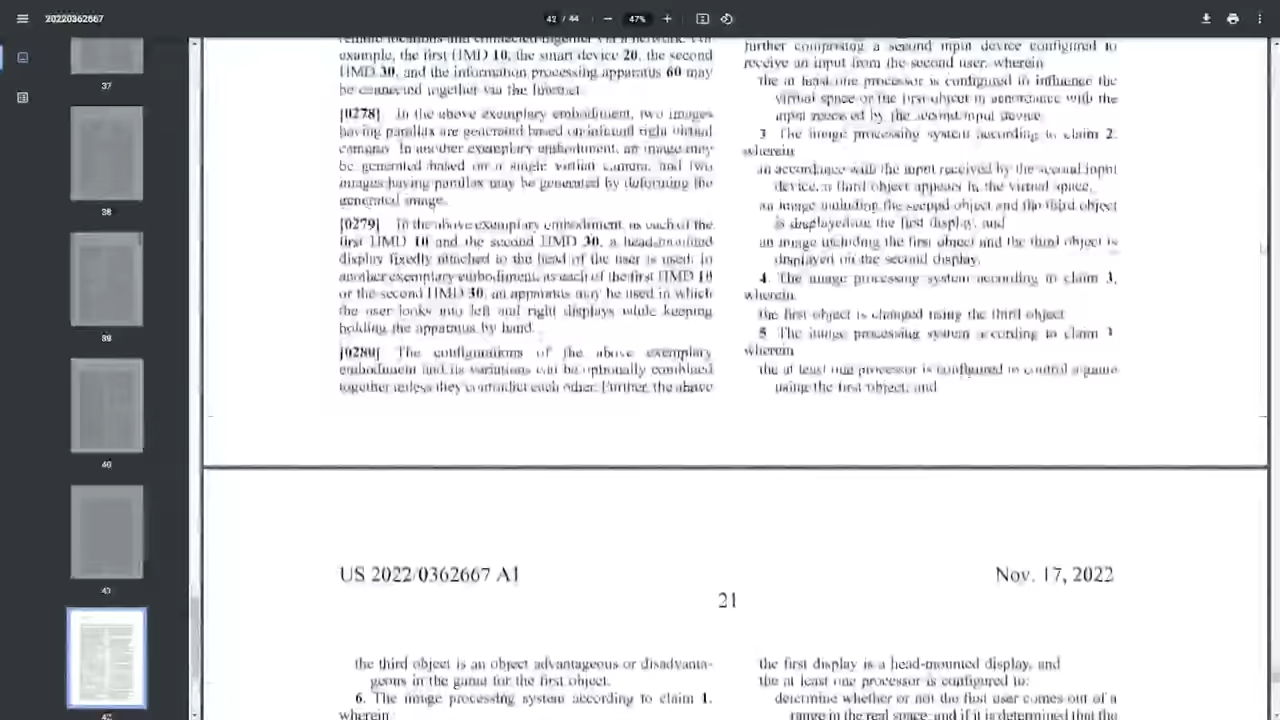 20220362667
42 / 44
47%
37
38
39
40
41
42
example, the first HMD 10, the smart device 20, the second
HMD 30, and the information processing apparatus 60 may
be connected together via the Internet.
[0278] In the above exemplary embodiment, two images
having parallax are generated based on left and right virtual
cameras. In another exemplary embodiment, an image may
be generated based on a single virtual camera, and two
images having parallax may be generated by deforming the
generated image.
[0279] In the above exemplary embodiment, as each of the
first HMD 10 and the second HMD 30, a head-mounted
display fixedly attached to the head of the user is used. In
another exemplary embodiment, as each of the first HMD 10
or the second HMD 30, an apparatus may be used in which
the user looks into left and right displays while keeping
holding the apparatus by hand.
[0280] The configurations of the above exemplary
embodiment and its variations can be optionally combined
together unless they contradict each other. Further, the above
further comprising a second input device configured to
receive an input from the second user, wherein
the at least one processor is configured to influence the
virtual space or the first object in accordance with the
input received by the second input device.
3. The image processing system according to claim 2,
wherein
in accordance with the input received by the second input
device, a third object appears in the virtual space,
an image including the second object and the third object
is displayed on the first display, and
an image including the first object and the third object is
displayed on the second display.
4. The image processing system according to claim 3,
wherein
the first object is changed using the third object.
5. The image processing system according to claim
wherein
the at least one processor is configured to control a game
using the first object, and
US 2022/0362667 A1
Nov. 17, 2022
21
the third object is an object advantageous or disadvanta-
geous in the game for the first object.
6. The image processing system according to claim 1,
wherein
the first display is a head-mounted display, and
the at least one processor is configured to:
determine whether or not the first user comes out of a
range in the real space, and if it is determined that the